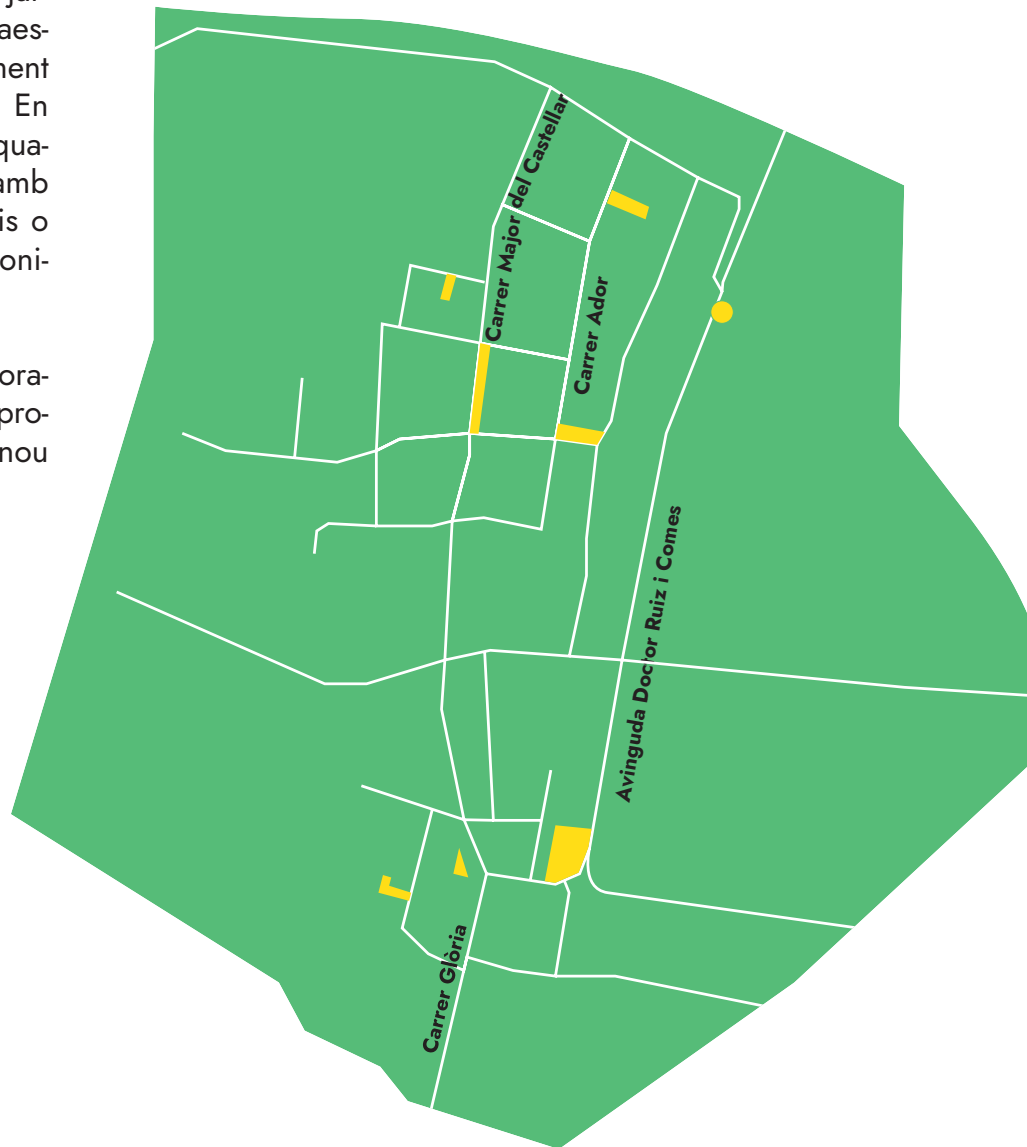 aes-
ment
En
qua-
amb
is o
oni-
ora-
pro-
nou
Carrer Major del Castellar
Carrer Ador
Avinguda Doctor Ruiz i Comes
Carrer Glòria